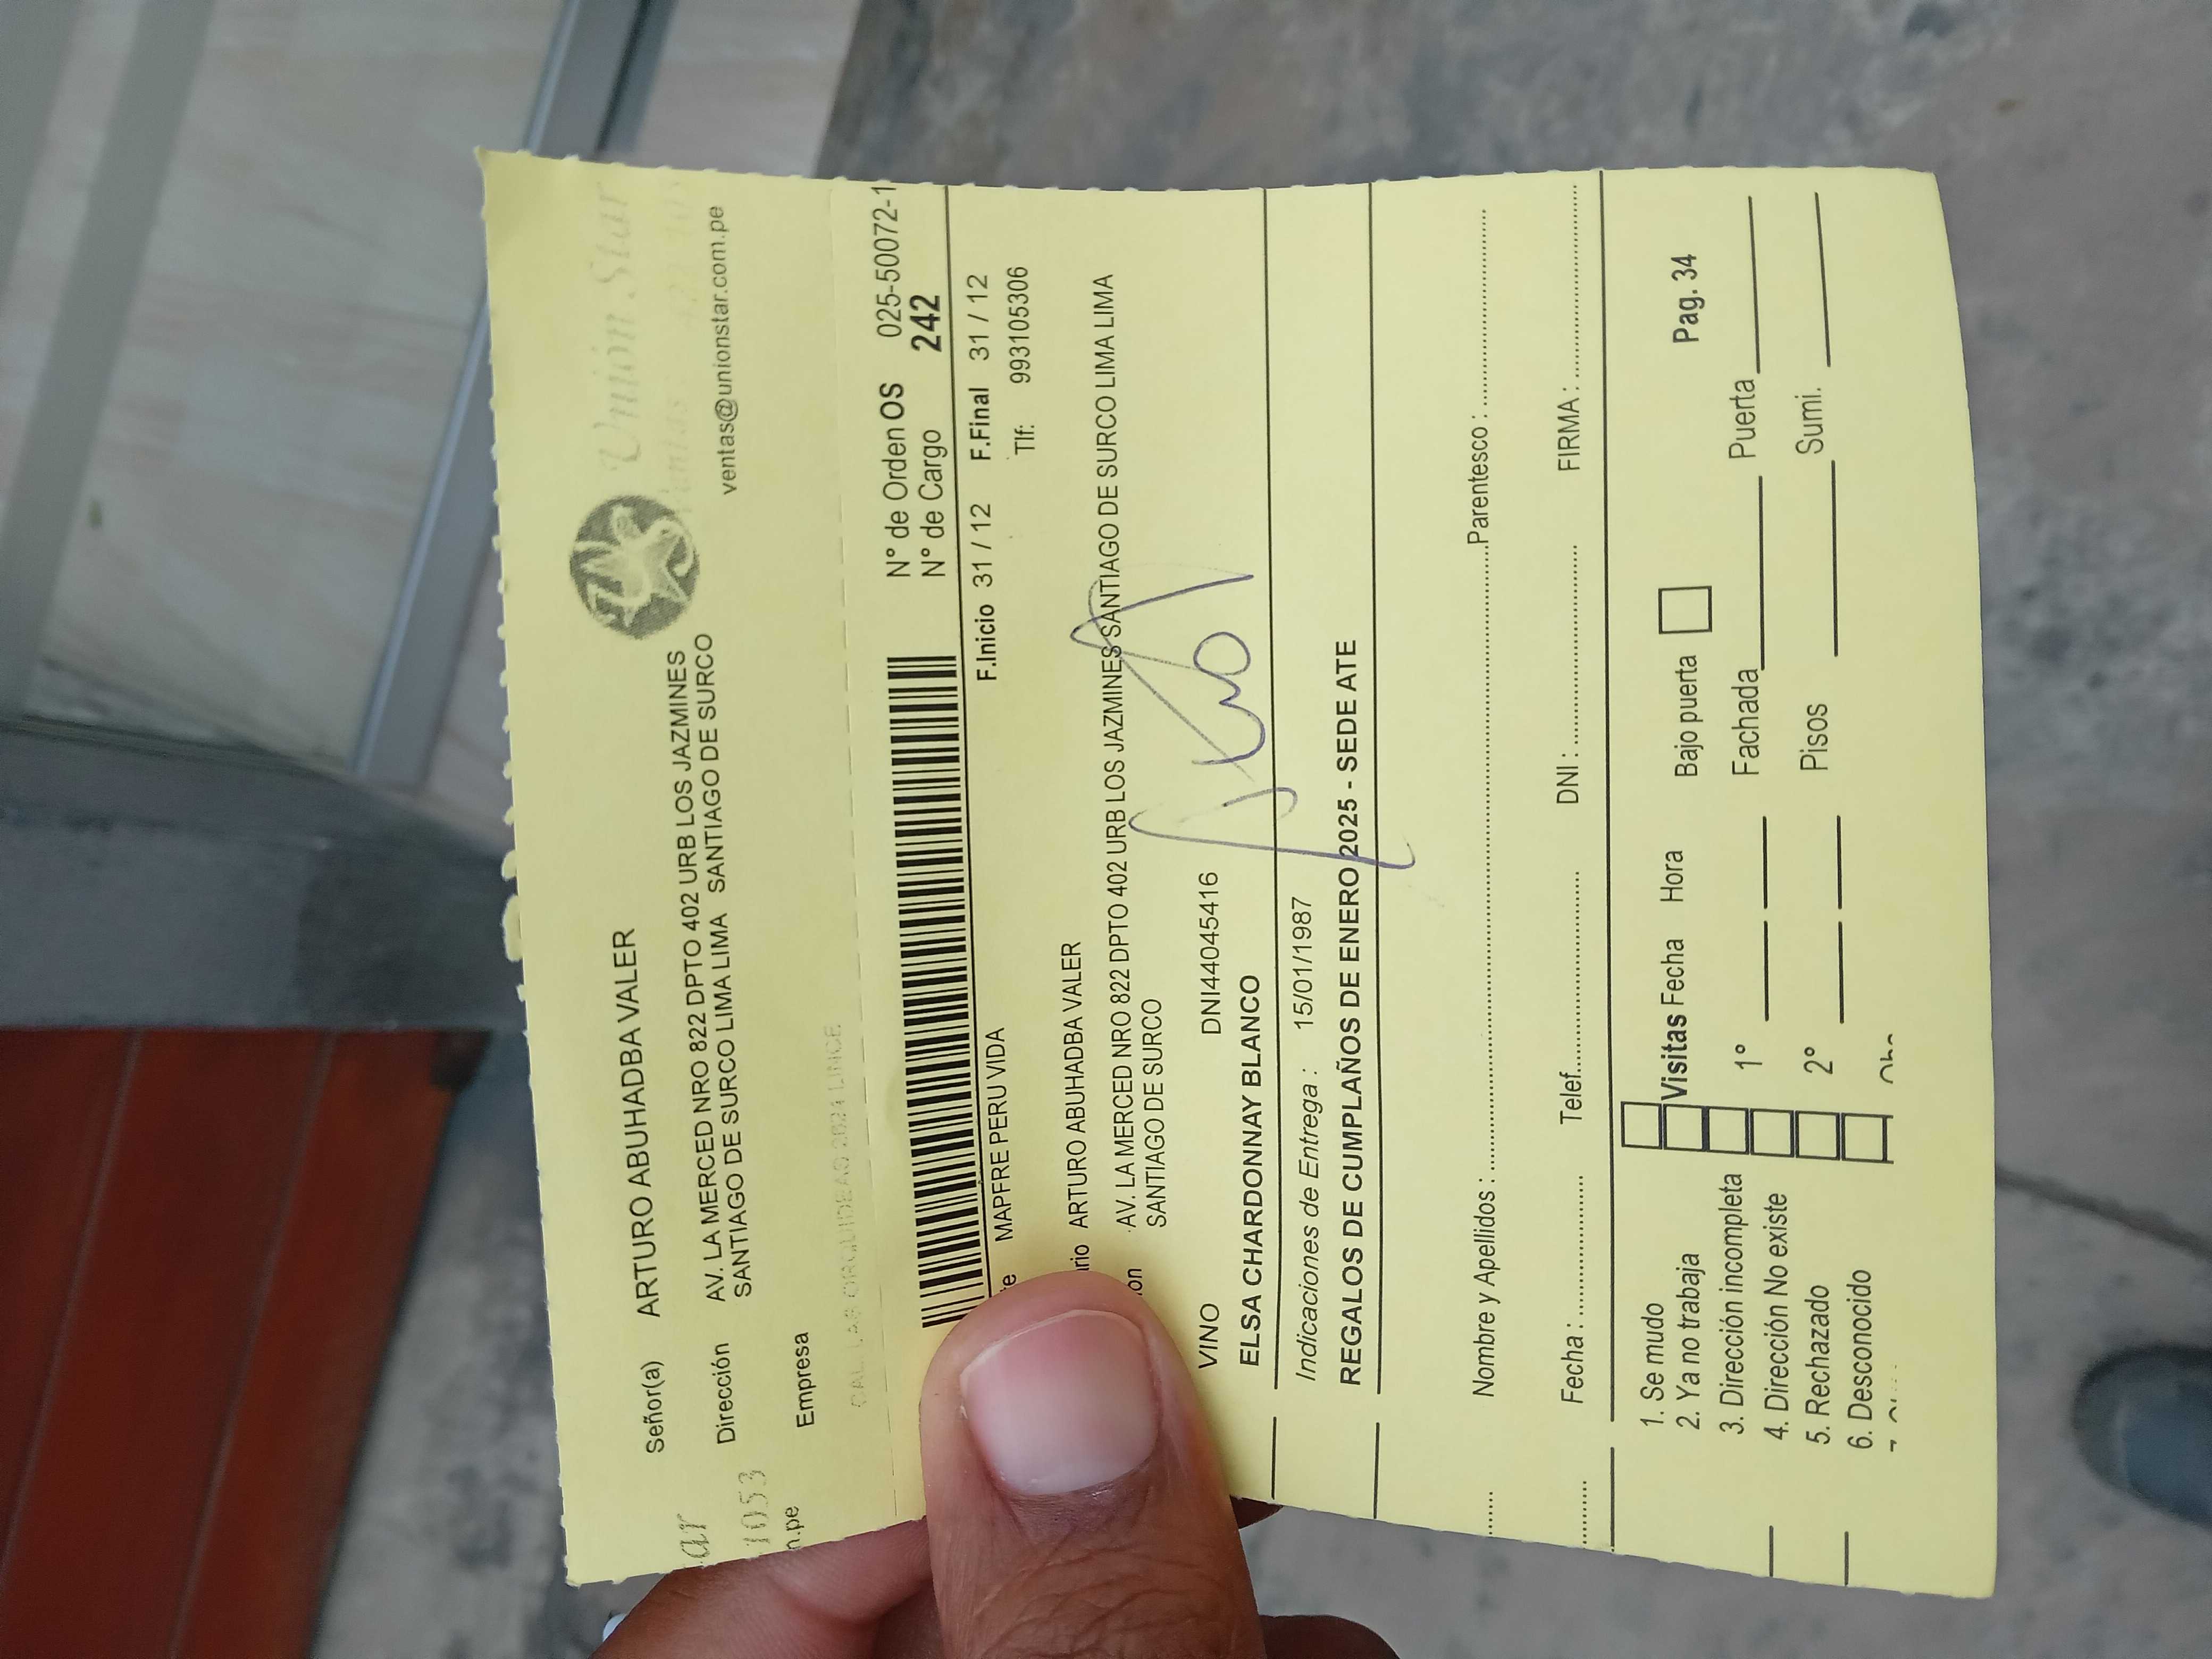 Señor(a) ARTURO ABUHADBA VALER
Unión Star
Dirección AV. LA MERCED NRO 822 DPTO 402 URB LOS JAZMINES
SANTIAGO DE SURCO LIMA LIMA SANTIAGO DE SURCO
ventas@unionstar.com.pe
ar
1053
n.pe
Empresa
N° de Orden OS 025-50072-1
N° de Cargo 242
MAPFRE PERU VIDA
F.Inicio 31 / 12 F.Final 31 / 12
Tlf: 993105306
ARTURO ABUHADBA VALER
AV. LA MERCED NRO 822 DPTO 402 URB LOS JAZMINES SANTIAGO DE SURCO LIMA LIMA
SANTIAGO DE SURCO
VINO DNI44045416
ELSA CHARDONNAY BLANCO
Indicaciones de Entrega : 15/01/1987
REGALOS DE CUMPLAÑOS DE ENERO 2025 - SEDE ATE
Nombre y Apellidos : Parentesco :
Fecha : Telef. DNI : FIRMA :
1. Se mudo
2. Ya no trabaja
3. Dirección incompleta
4. Dirección No existe
5. Rechazado
6. Desconocido
Visitas Fecha Hora Bajo puerta Pag. 34
1° Fachada Puerta
2° Pisos Sumi.